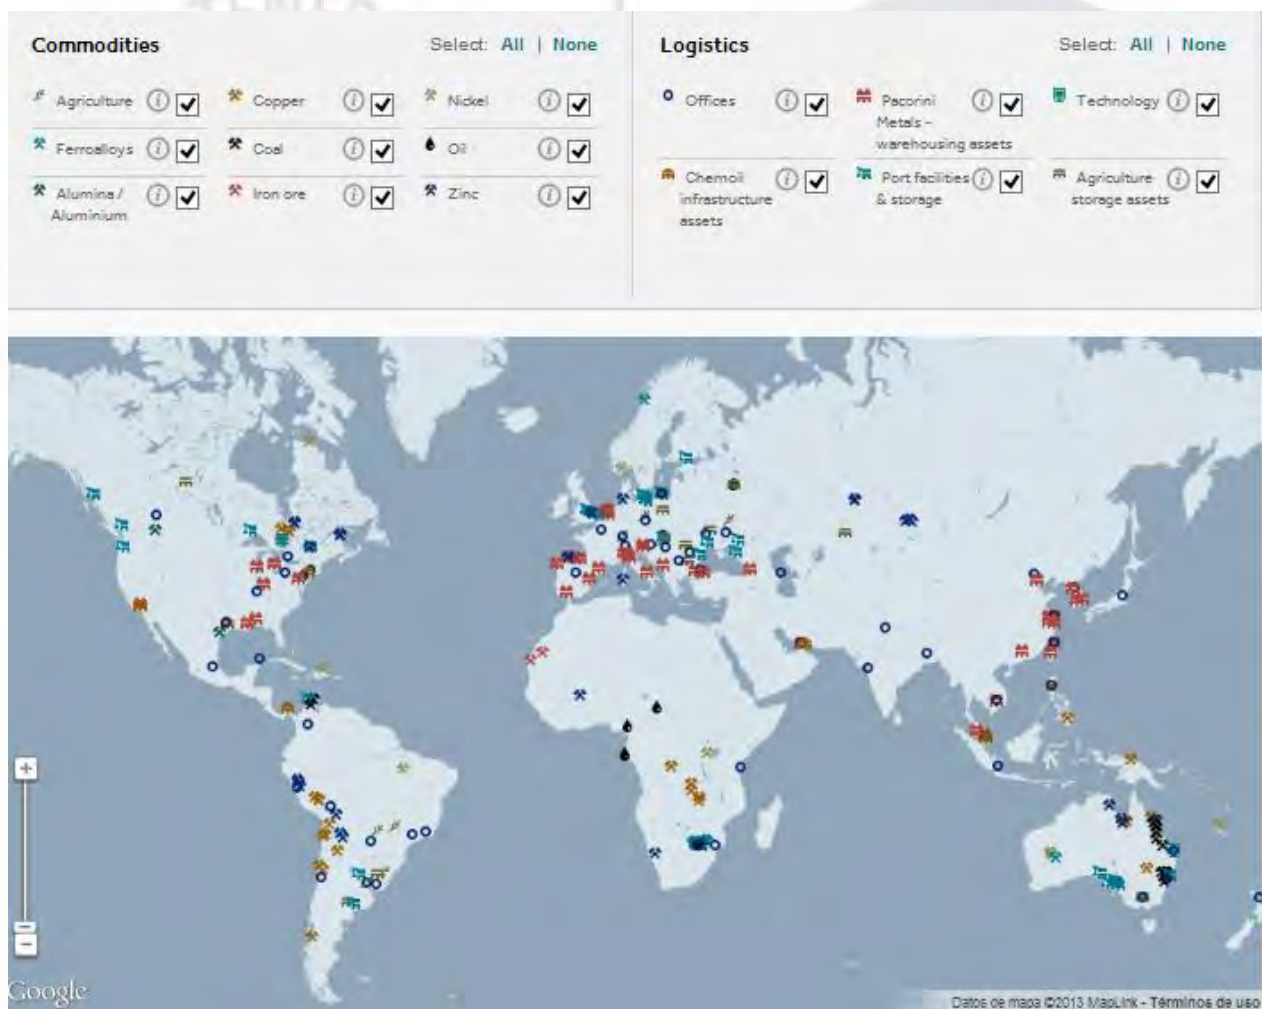 Commodities
Select: All | None
Agriculture
Copper
Nickel
Ferroalloys
Coal
Oil
Alumina /
Aluminium
Iron ore
Zinc
Logistics
Select: All | None
Offices
Pacorini
Metals -
warehousing assets
Technology
Chemoil
infrastructure
assets
Port facilities
& storage
Agriculture
storage assets
Google
Datos de mapa ©2013 MapLink - Términos de uso